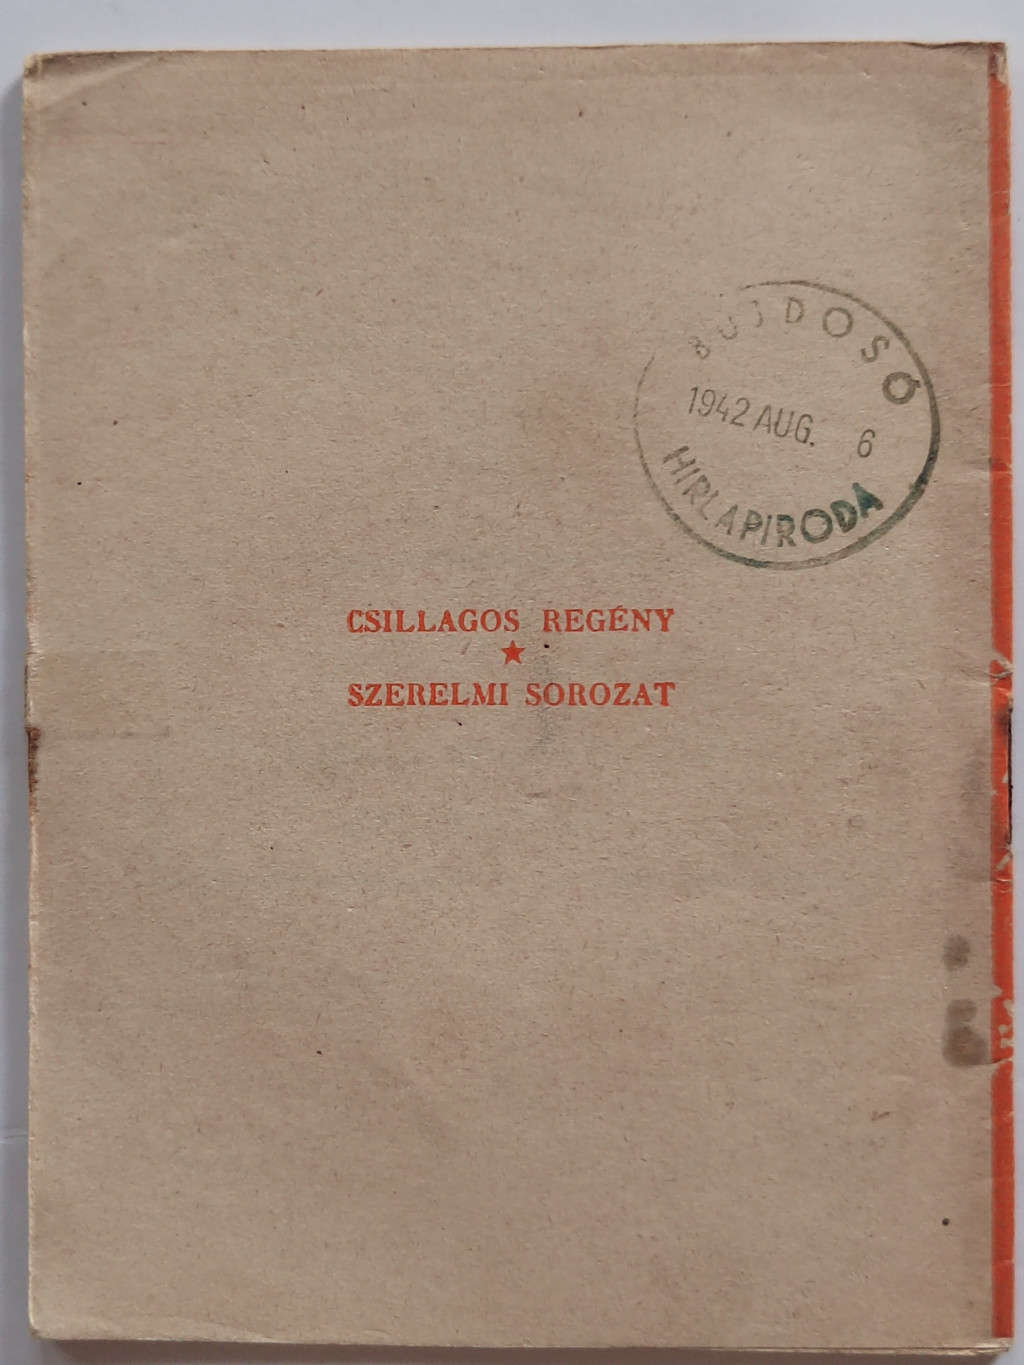 BUJDOSÓ
1942 AUG. 6
HIRLAPIRODA
CSILLAGOS REGÉNY
★
SZERELMI SOROZAT